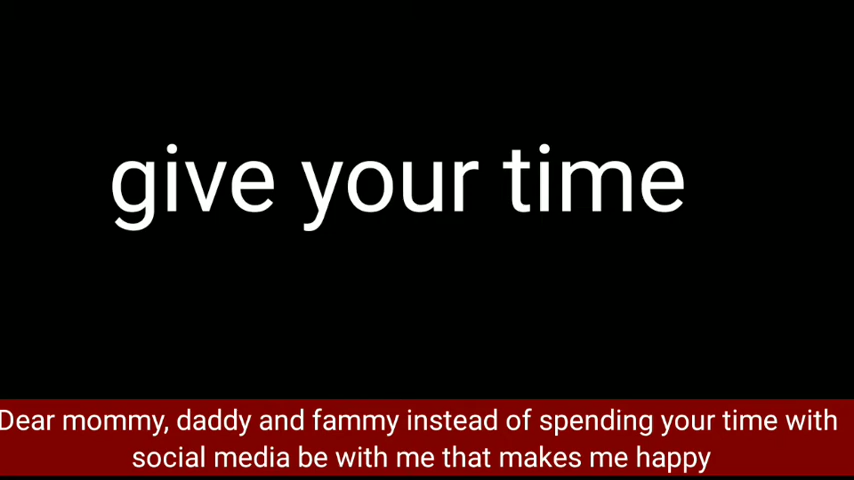 give your time
Dear mommy, daddy and fammy instead of spending your time with
social media be with me that makes me happy